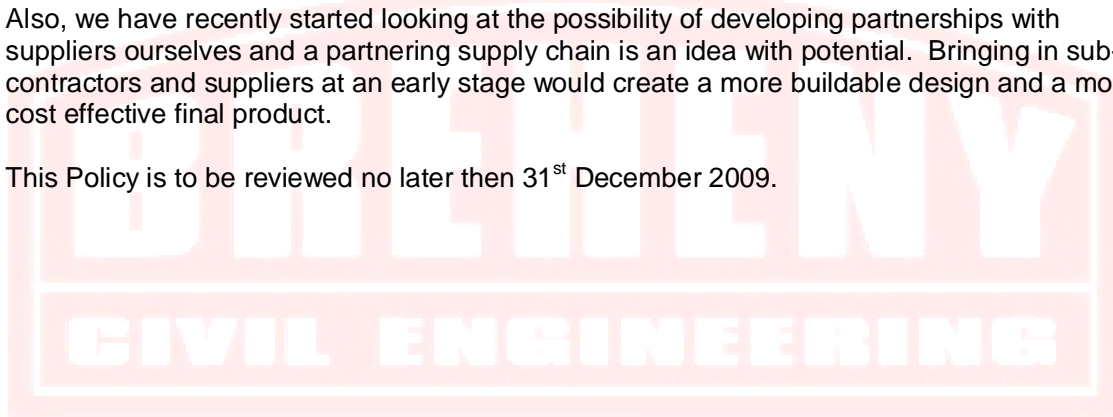 Also, we have recently started looking at the possibility of developing partnerships with
suppliers ourselves and a partnering supply chain is an idea with potential.  Bringing in sub-
contractors and suppliers at an early stage would create a more buildable design and a mo
cost effective final product.
This Policy is to be reviewed no later then 31st December 2009.
BREHENY
CIVIL ENGINEERING